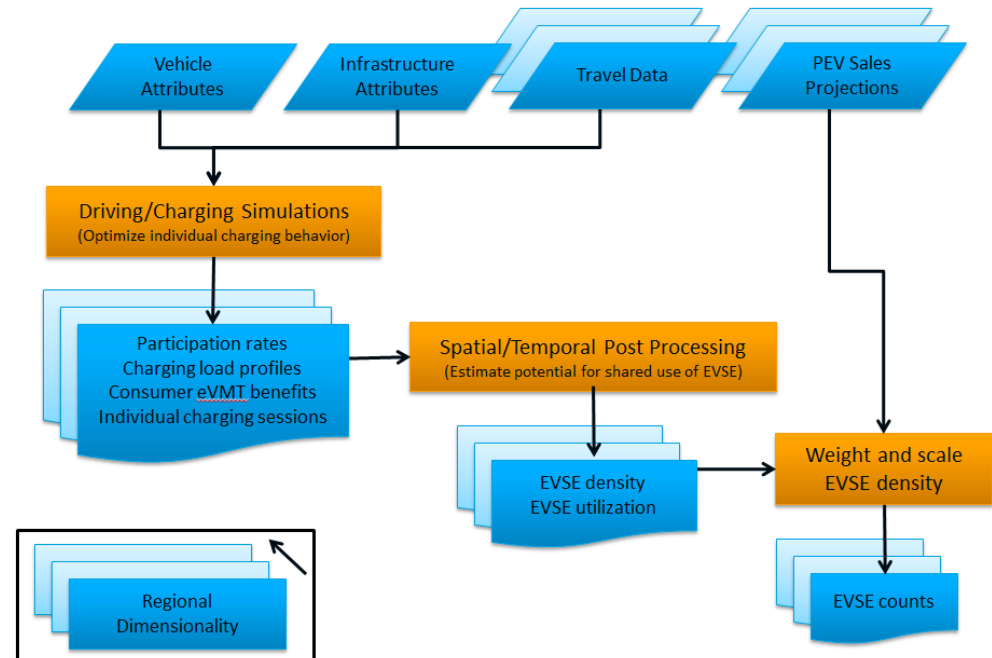 Vehicle
Attributes
Infrastructure
Attributes
Travel Data
PEV Sales
Projections
Driving/Charging Simulations
(Optimize individual charging behavior)
Participation rates
Charging load profiles
Consumer eVMT benefits
Individual charging sessions
Spatial/Temporal Post Processing
(Estimate potential for shared use of EVSE)
EVSE density
EVSE utilization
Weight and scale
EVSE density
EVSE counts
Regional
Dimensionality